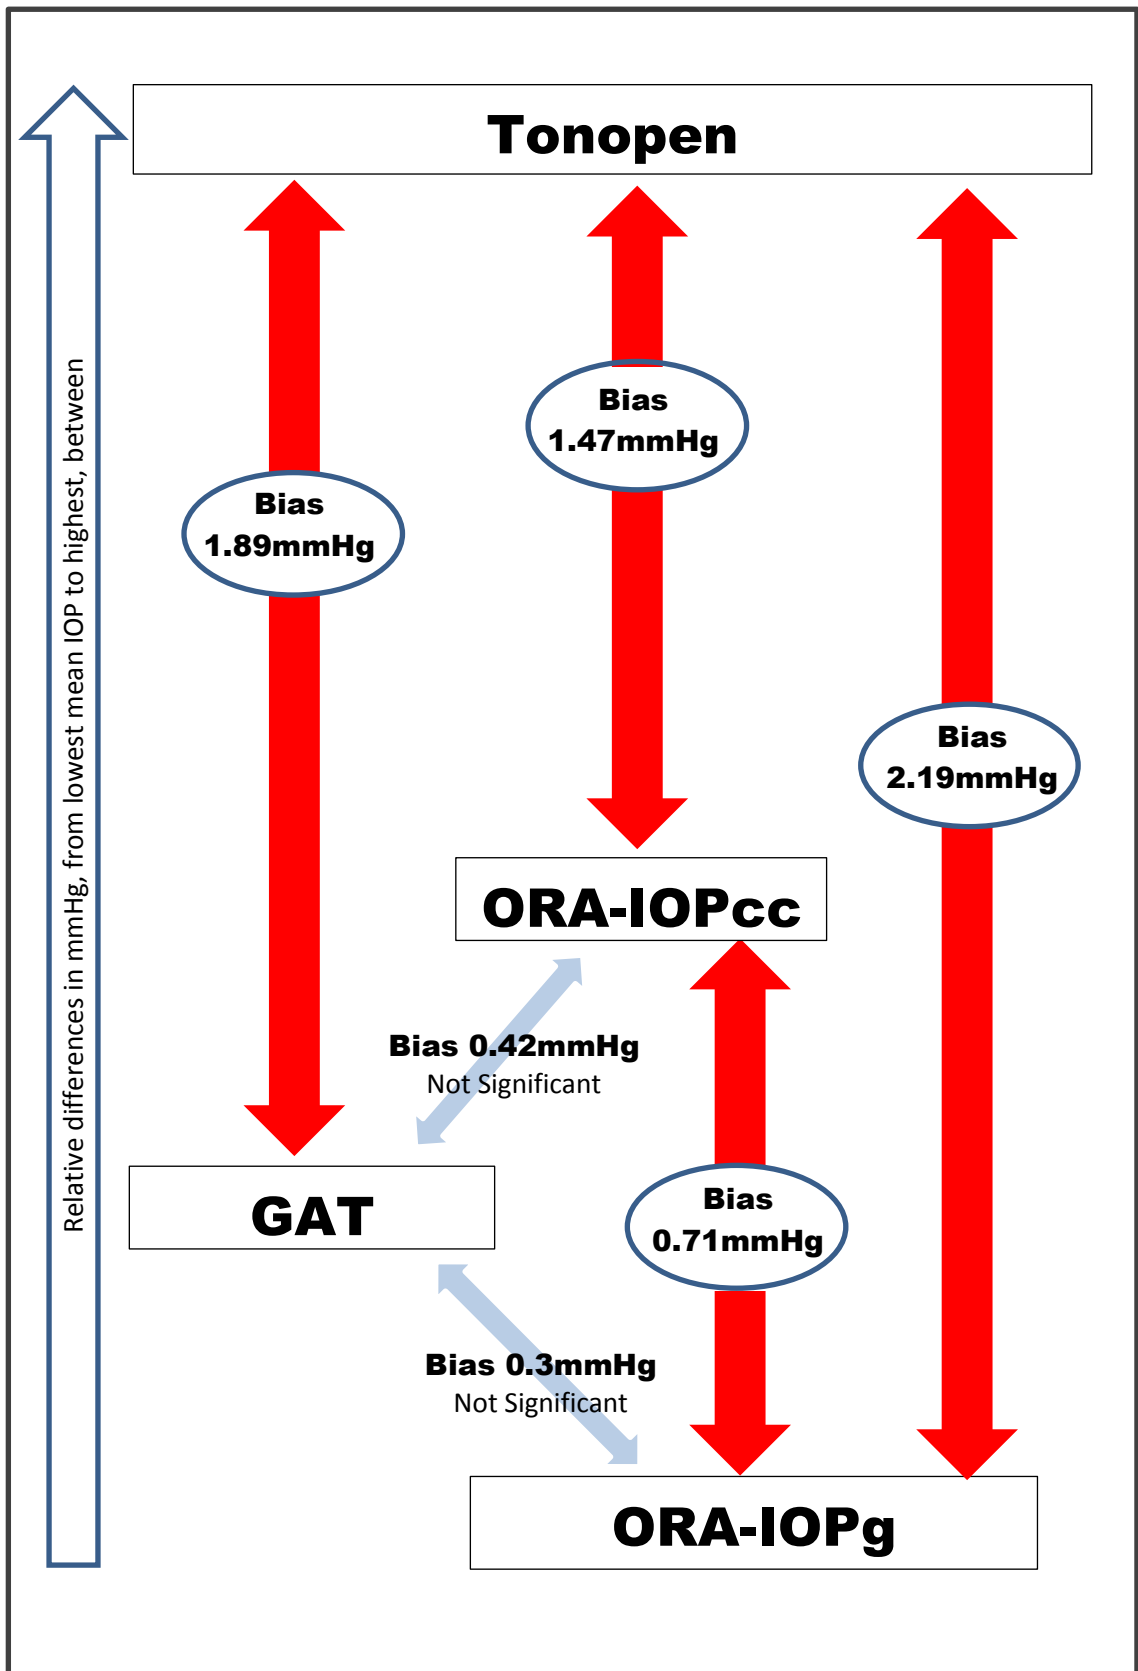 Tonopen
Relative differences in mmHg, from lowest mean IOP to highest, between
Bias
1.47mmHg
Bias
1.89mmHg
Bias
2.19mmHg
ORA-IOPcc
Bias 0.42mmHg
Not Significant
GAT
Bias
0.71mmHg
Bias 0.3mmHg
Not Significant
ORA-IOPg